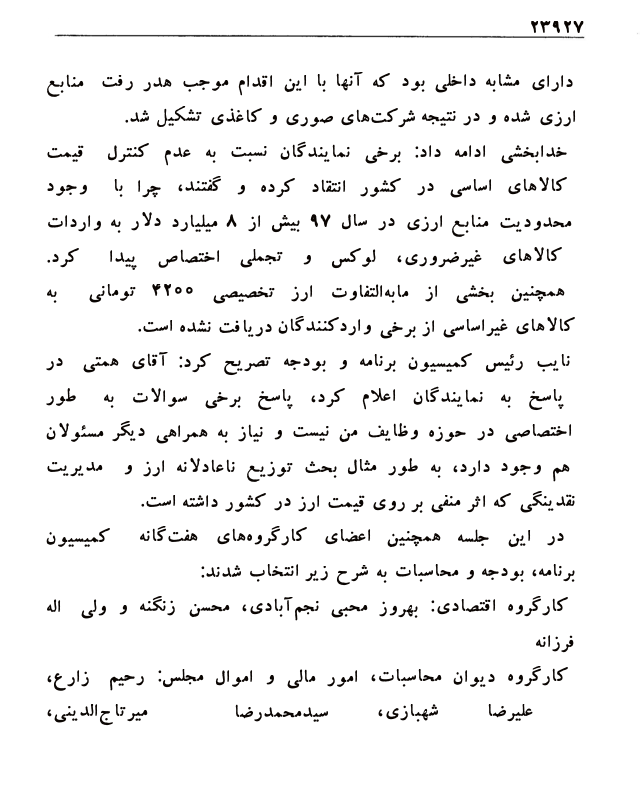 ۲۳۹۲۷
دارای مشابه داخلی بود که آنها با این اقدام موجب هدر رفت منابع
ارزی شده و در نتیجه شرکت‌های صوری و کاغذی تشکیل شد.
خدابخشی ادامه داد: برخی نمایندگان نسبت به عدم کنترل قیمت
کالاهای اساسی در کشور انتقاد کرده و گفتند، چرا با وجود
محدودیت منابع ارزی در سال ۹۷ بیش از ۸ میلیارد دلار به واردات
کالاهای غیرضروری، لوکس و تجملی اختصاص پیدا کرد.
همچنین بخشی از مابه‌التفاوت ارز تخصیصی ۴۲۰۰ تومانی به
کالاهای غیراساسی از برخی واردکنندگان دریافت نشده است.
نایب رئیس کمیسیون برنامه و بودجه تصریح کرد: آقای همتی در
پاسخ به نمایندگان اعلام کرد، پاسخ برخی سوالات به طور
اختصاصی در حوزه وظایف من نیست و نیاز به همراهی دیگر مسئولان
هم وجود دارد، به طور مثال بحث توزیع ناعادلانه ارز و مدیریت
نقدینگی که اثر منفی بر روی قیمت ارز در کشور داشته است.
در این جلسه همچنین اعضای کارگروه‌های هفت‌گانه کمیسیون
برنامه، بودجه و محاسبات به شرح زیر انتخاب شدند:
کارگروه اقتصادی: بهروز محبی نجم‌آبادی، محسن زنگنه و ولی اله
فرزانه
کارگروه دیوان محاسبات، امور مالی و اموال مجلس: رحیم زارع،
علیرضا شهبازی، سیدمحمدرضا میرتاج‌الدینی،